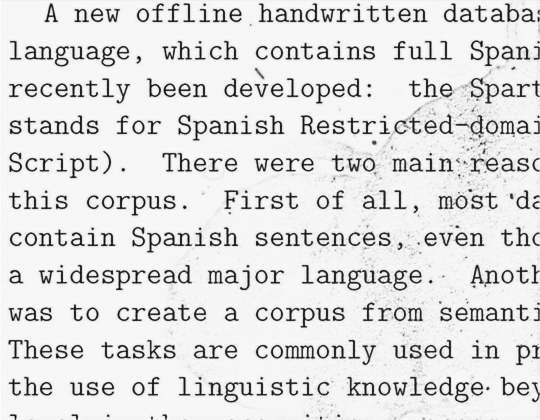 A new offline handwritten databas
language, which contains full Spani
recently been developed: the Spart
stands for Spanish Restricted-domai
Script). There were two main reaso
this corpus. First of all, most da
contain Spanish sentences, even tho
a widespread major language. Anoth
was to create a corpus from semanti
These tasks are commonly used in pr
the use of linguistic knowledge bey